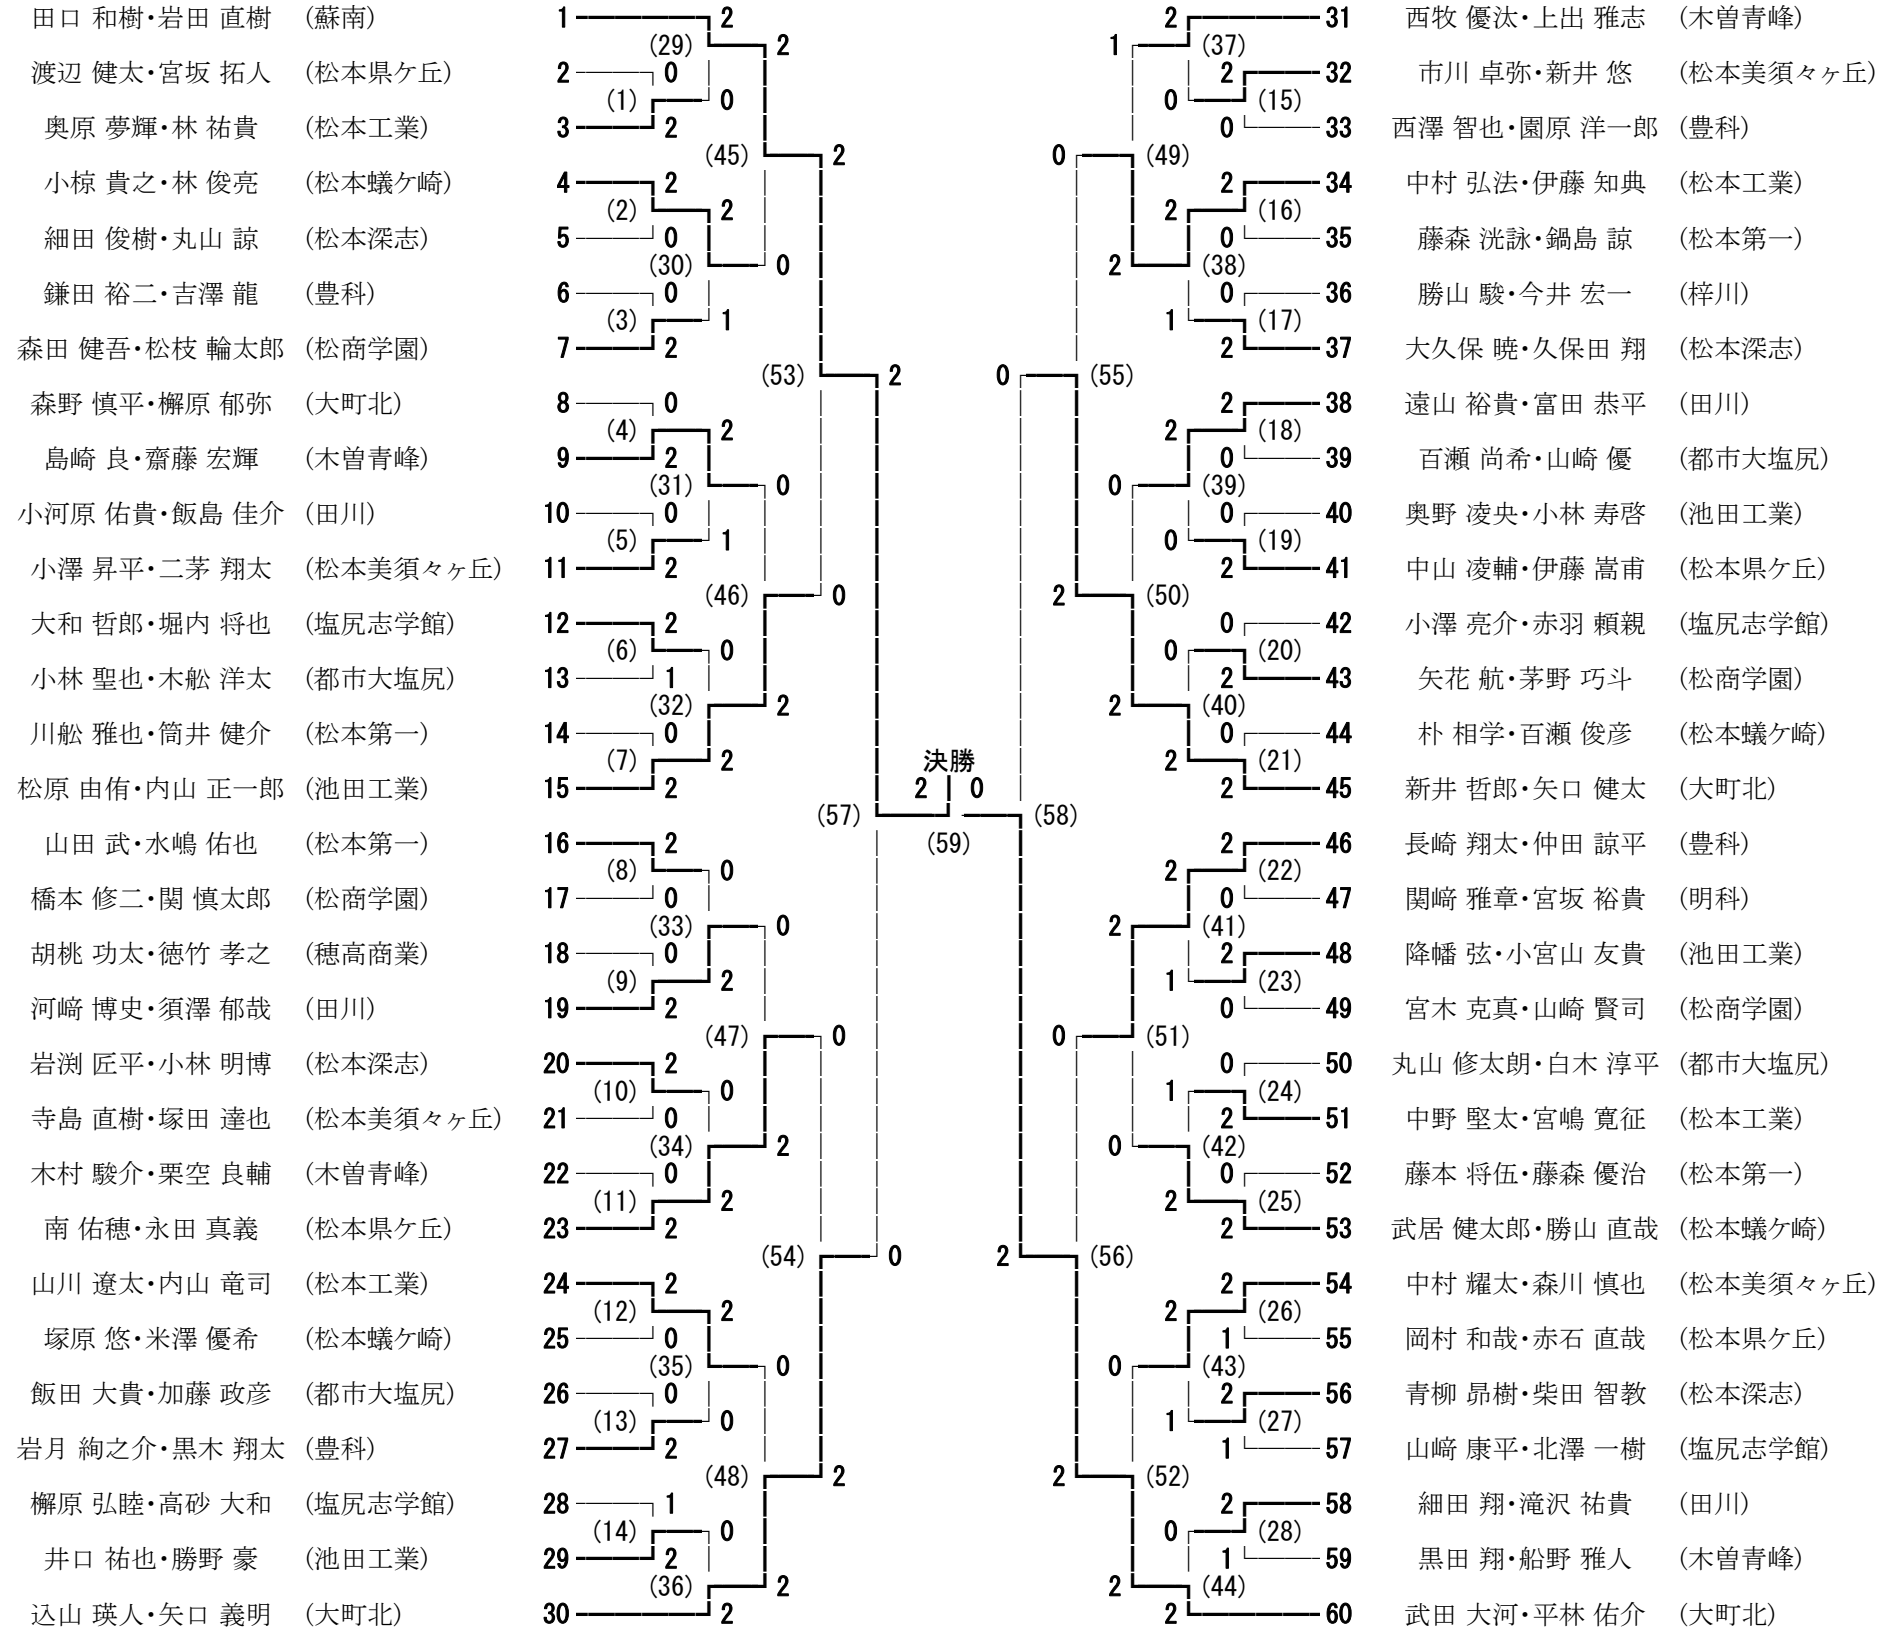 田口 和樹・岩田 直樹 (蘇南) 1 2 2 31 西牧 優汰・上出 雅志 (木曽青峰)
(29) 2 1 (37)
渡辺 健太・宮坂 拓人 (松本県ケ丘) 2 0 2 32 市川 卓弥・新井 悠 (松本美須々ヶ丘)
(1) 0 0 (15)
奥原 夢輝・林 祐貴 (松本工業) 3 2 0 33 西澤 智也・園原 洋一郎 (豊科)
(45) 2 0 (49)
小椋 貴之・林 俊亮 (松本蟻ケ崎) 4 2 2 34 中村 弘法・伊藤 知典 (松本工業)
(2) 2 2 (16)
細田 俊樹・丸山 諒 (松本深志) 5 0 0 35 藤森 洸詠・鍋島 諒 (松本第一)
(30) 0 2 (38)
鎌田 裕二・吉澤 龍 (豊科) 6 0 0 36 勝山 駿・今井 宏一 (梓川)
(3) 1 1 (17)
森田 健吾・松枝 輪太郎 (松商学園) 7 2 2 37 大久保 暁・久保田 翔 (松本深志)
(53) 2 0 (55)
森野 慎平・檞原 郁弥 (大町北) 8 0 2 38 遠山 裕貴・富田 恭平 (田川)
(4) 2 2 (18)
島崎 良・齋藤 宏輝 (木曽青峰) 9 2 0 39 百瀬 尚希・山崎 優 (都市大塩尻)
(31) 0 0 (39)
小河原 佑貴・飯島 佳介 (田川) 10 0 0 40 奥野 凌央・小林 寿啓 (池田工業)
(5) 1 0 (19)
小澤 昇平・二茅 翔太 (松本美須々ヶ丘) 11 2 2 41 中山 凌輔・伊藤 嵩甫 (松本県ケ丘)
(46) 0 2 (50)
大和 哲郎・堀内 将也 (塩尻志学館) 12 2 0 42 小澤 亮介・赤羽 頼親 (塩尻志学館)
(6) 0 0 (20)
小林 聖也・木舩 洋太 (都市大塩尻) 13 1 2 43 矢花 航・茅野 巧斗 (松商学園)
(32) 2 2 (40)
川舩 雅也・筒井 健介 (松本第一) 14 0 0 44 朴 相学・百瀬 俊彦 (松本蟻ケ崎)
(7) 2 決勝 2 (21)
松原 由侑・内山 正一郎 (池田工業) 15 2 2 0 2 45 新井 哲郎・矢口 健太 (大町北)
(57) (58)
山田 武・水嶋 佑也 (松本第一) 16 2 (59) 2 46 長崎 翔太・仲田 諒平 (豊科)
(8) 0 2 (22)
橋本 修二・関 慎太郎 (松商学園) 17 0 0 47 関﨑 雅章・宮坂 裕貴 (明科)
(33) 0 2 (41)
胡桃 功太・徳竹 孝之 (穂高商業) 18 0 2 48 降幡 弦・小宮山 友貴 (池田工業)
(9) 2 1 (23)
河﨑 博史・須澤 郁哉 (田川) 19 2 0 49 宮木 克真・山崎 賢司 (松商学園)
(47) 0 0 (51)
岩渕 匠平・小林 明博 (松本深志) 20 2 0 50 丸山 修太朗・白木 淳平 (都市大塩尻)
(10) 0 1 (24)
寺島 直樹・塚田 達也 (松本美須々ヶ丘) 21 0 2 51 中野 堅太・宮嶋 寛征 (松本工業)
(34) 2 0 (42)
木村 駿介・栗空 良輔 (木曽青峰) 22 0 0 52 藤本 将伍・藤森 優治 (松本第一)
(11) 2 2 (25)
南 佑穂・永田 真義 (松本県ケ丘) 23 2 2 53 武居 健太郎・勝山 直哉 (松本蟻ケ崎)
(54) 0 2 (56)
山川 遼太・内山 竜司 (松本工業) 24 2 2 54 中村 耀太・森川 慎也 (松本美須々ヶ丘)
(12) 2 2 (26)
塚原 悠・米澤 優希 (松本蟻ケ崎) 25 0 1 55 岡村 和哉・赤石 直哉 (松本県ケ丘)
(35) 0 0 (43)
飯田 大貴・加藤 政彦 (都市大塩尻) 26 0 2 56 青柳 昴樹・柴田 智教 (松本深志)
(13) 0 1 (27)
岩月 絢之介・黒木 翔太 (豊科) 27 2 1 57 山﨑 康平・北澤 一樹 (塩尻志学館)
(48) 2 2 (52)
檞原 弘睦・高砂 大和 (塩尻志学館) 28 1 2 58 細田 翔・滝沢 祐貴 (田川)
(14) 0 0 (28)
井口 祐也・勝野 豪 (池田工業) 29 2 1 59 黒田 翔・船野 雅人 (木曽青峰)
(36) 2 2 (44)
込山 瑛人・矢口 義明 (大町北) 30 2 2 60 武田 大河・平林 佑介 (大町北)